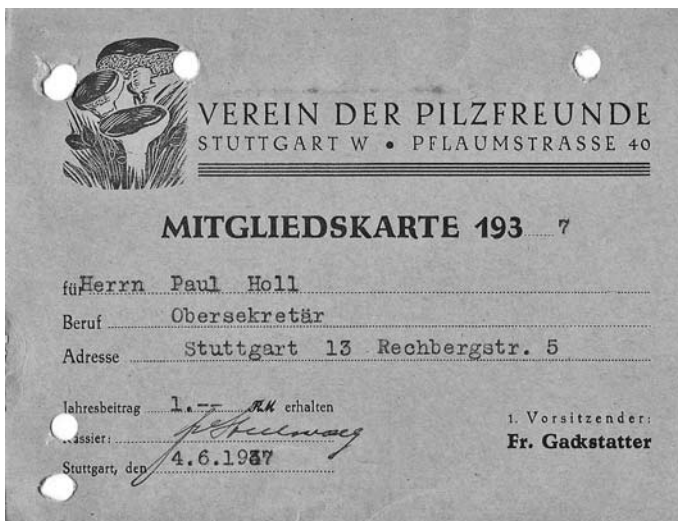 VEREIN DER PILZFREUNDE
STUTTGART W • PFLAUMSTRASSE 40
MITGLIEDSKARTE 193 7
für Herrn Paul Holl
Beruf Obersekretär
Adresse Stuttgart 13 Rechbergstr. 5
Jahresbeitrag 1.-- RM erhalten
1. Vorsitzender:
Fr. Gackstatter
Stuttgart, den 4.6.1937